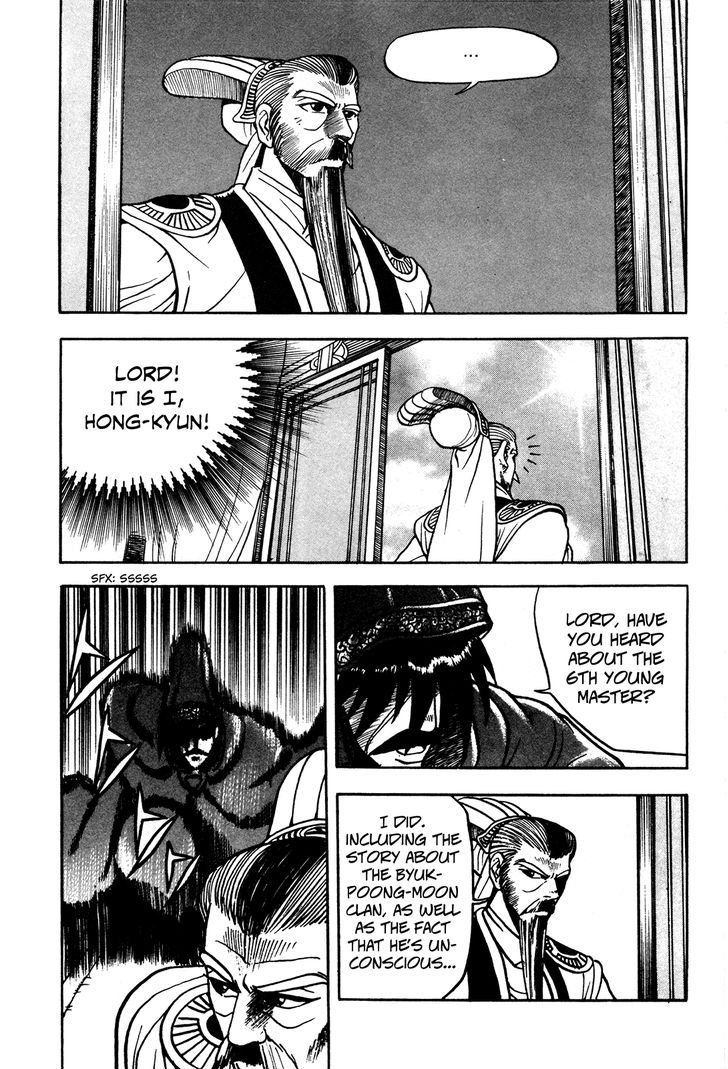 ...
LORD!
IT IS I,
HONG-KYUN!
SFX: SSSSS
LORD, HAVE
YOU HEARD
ABOUT THE
6TH YOUNG
MASTER?
I DID.
INCLUDING THE
STORY ABOUT
THE BYUK-
POONG-MOON
CLAN, AS WELL
AS THE FACT
THAT HE'S UN-
CONSCIOUS...